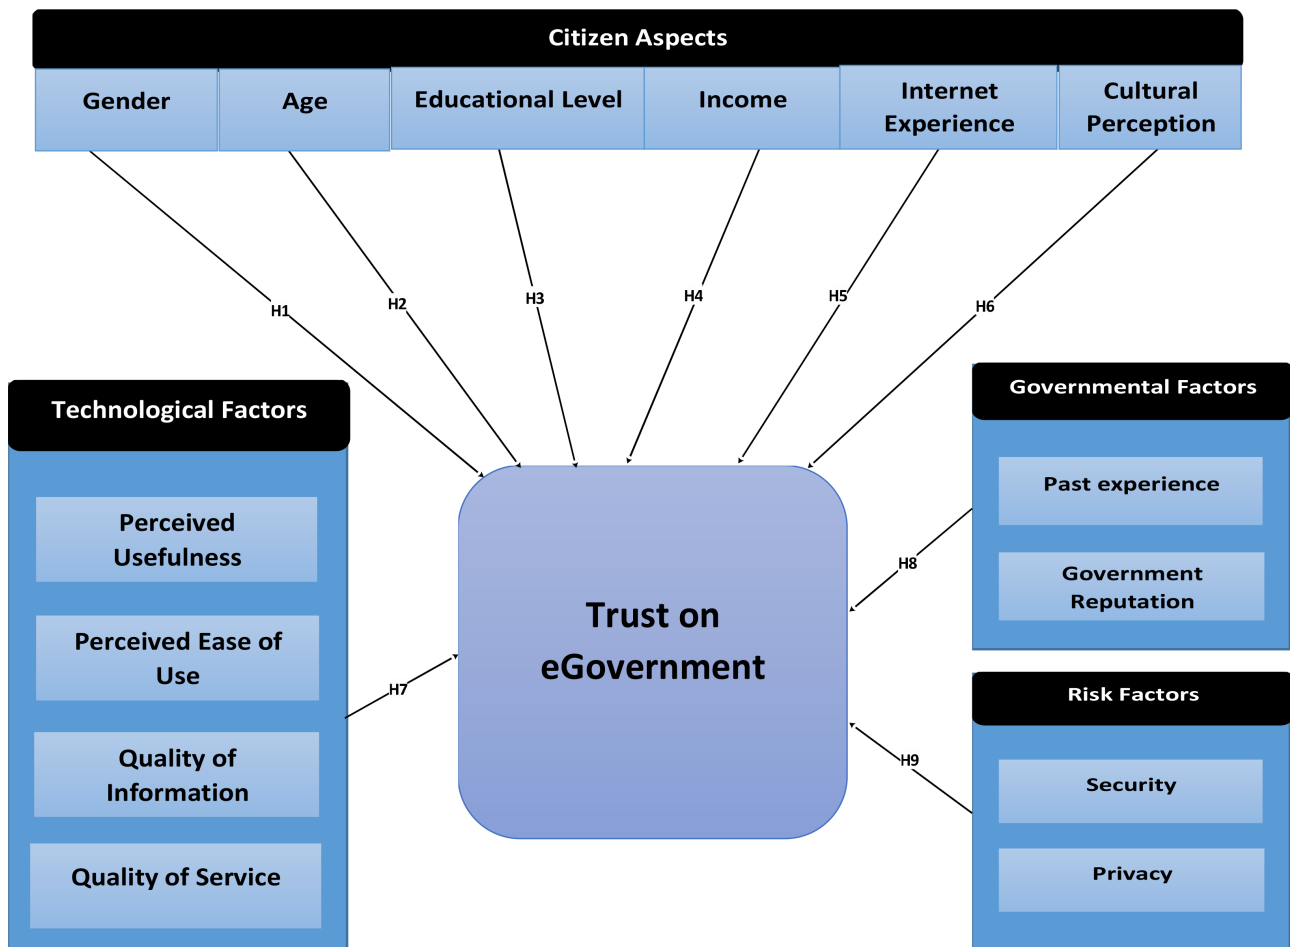 Citizen Aspects
Gender
Age
Educational Level
Income
Internet
Experience
Cultural
Perception
H1
H2
H3
H4
H5
H6
Technological Factors
Perceived
Usefulness
Perceived Ease of
Use
Quality of
Information
Quality of Service
H7
Trust on
eGovernment
Governmental Factors
Past experience
Government
Reputation
H8
Risk Factors
Security
Privacy
H9